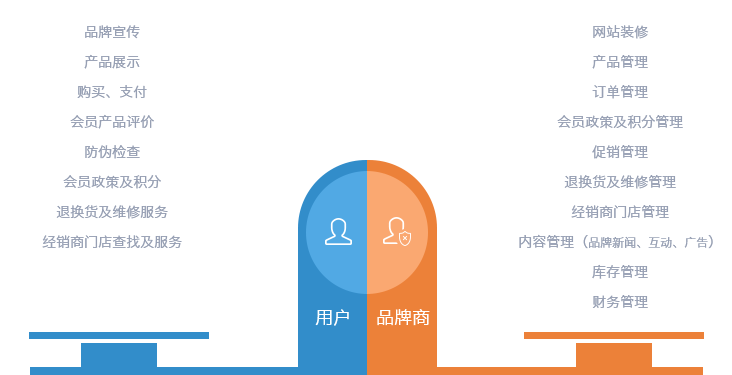 品牌宣传
产品展示
购买、支付
会员产品评价
防伪检查
会员政策及积分
退换货及维修服务
经销商门店查找及服务
用户
品牌商
网站装修
产品管理
订单管理
会员政策及积分管理
促销管理
退换货及维修管理
经销商门店管理
内容管理（品牌新闻、互动、广告）
库存管理
财务管理